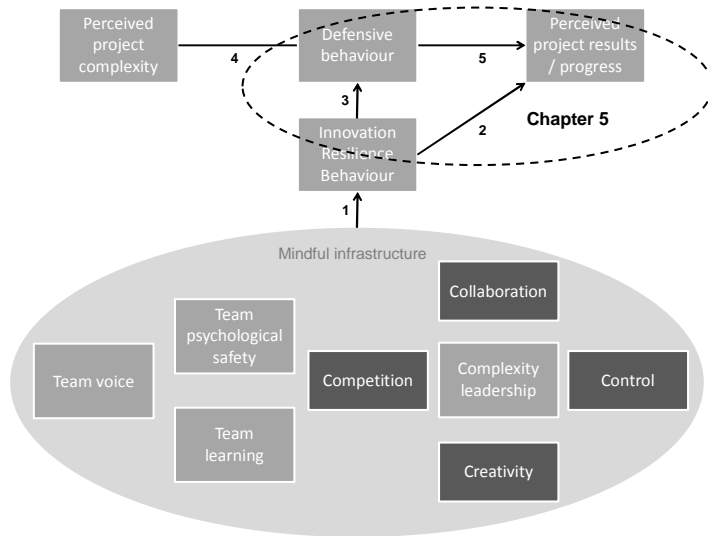 Perceived
project
complexity
4
Defensive
behaviour
5
Perceived
project results
/ progress
3
2
Chapter 5
Innovation
Resilience
Behaviour
1
Mindful infrastructure
Collaboration
Team
psychological
safety
Team voice
Competition
Complexity
leadership
Control
Team
learning
Creativity